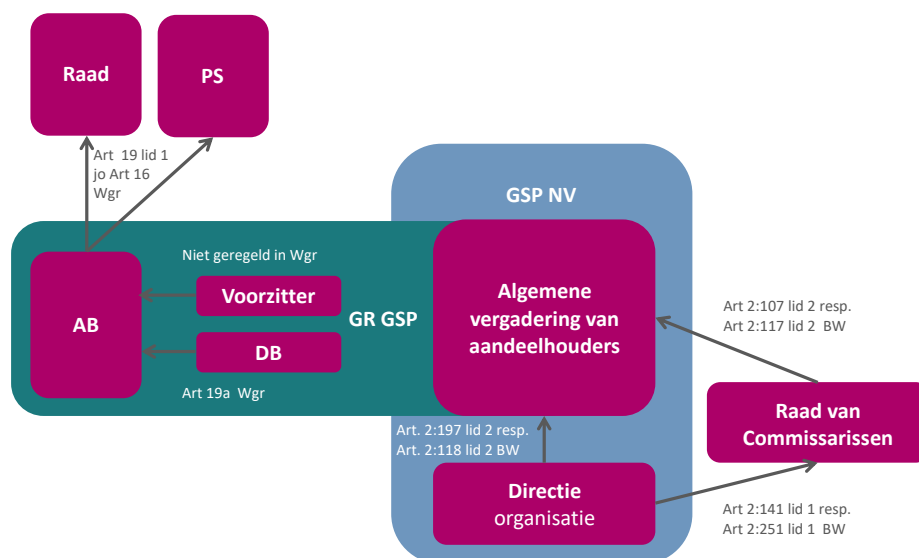 Raad
PS
Art 19 lid 1
jo Art 16
Wgr
GSP NV
Niet geregeld in Wgr
Voorzitter
AB
GR GSP
DB
Art 19a Wgr
Algemene
vergadering van
aandeelhouders
Art 2:107 lid 2 resp.
Art 2:117 lid 2 BW
Raad van
Commissarissen
Art. 2:197 lid 2 resp.
Art. 2:118 lid 2 BW
Directie
organisatie
Art 2:141 lid 1 resp.
Art 2:251 lid 1 BW